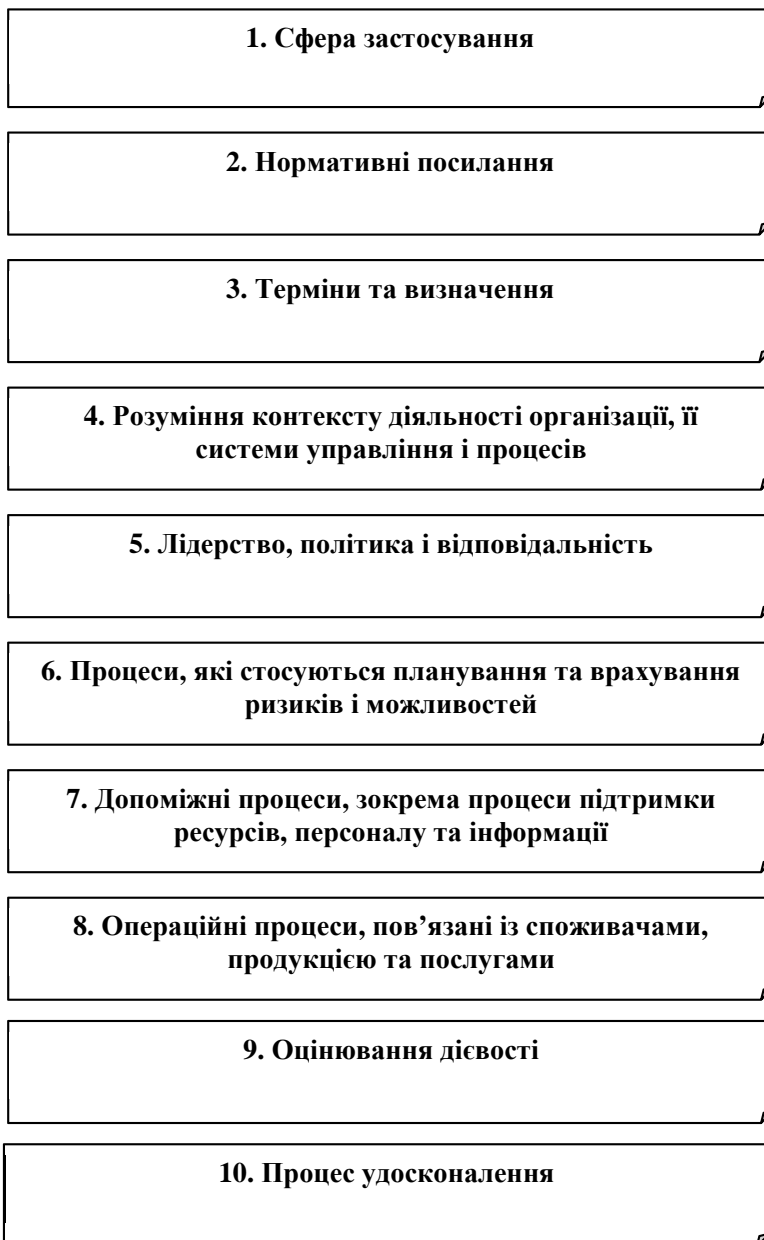 1. Сфера застосування
2. Нормативні посилання
3. Терміни та визначення
4. Розуміння контексту діяльності організації, її
системи управління і процесів
5. Лідерство, політика і відповідальність
6. Процеси, які стосуються планування та врахування
ризиків і можливостей
7. Допоміжні процеси, зокрема процеси підтримки
ресурсів, персоналу та інформації
8. Операційні процеси, пов’язані із споживачами,
продукцією та послугами
9. Оцінювання дієвості
10. Процес удосконалення